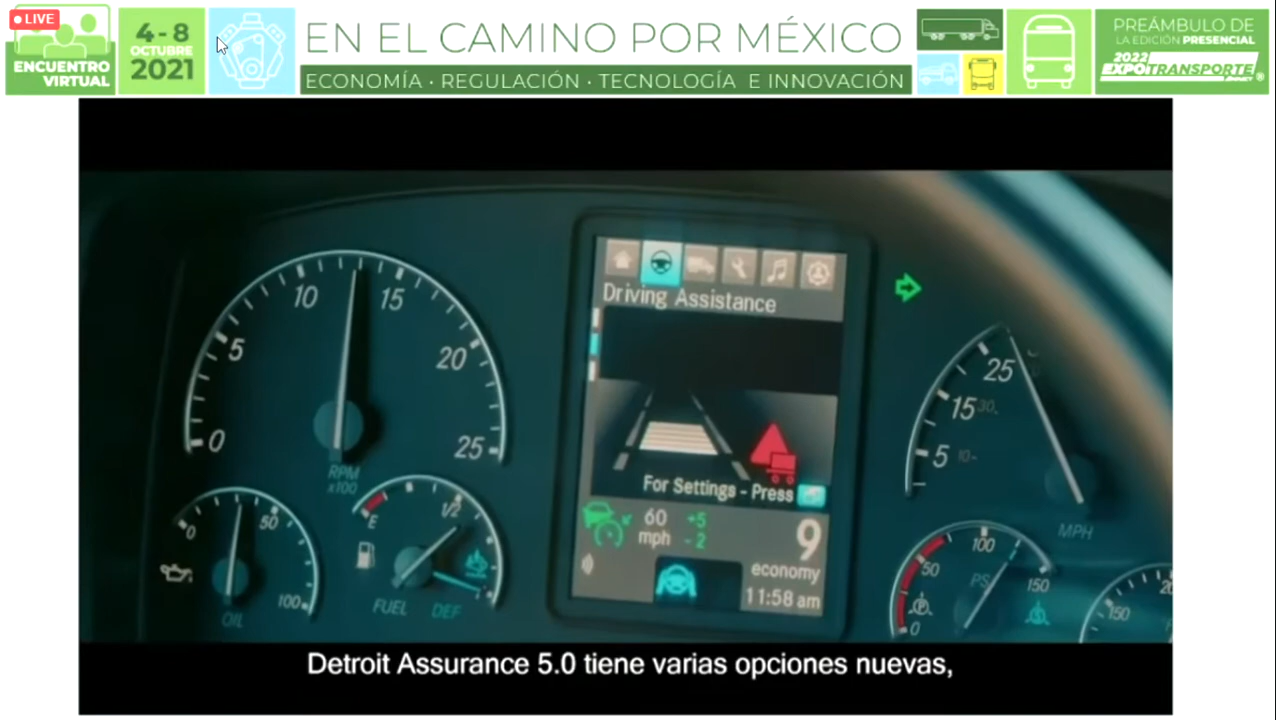 LIVE
ENCUENTRO
VIRTUAL
4 - 8
OCTUBRE
2021
EN EL CAMINO POR MÉXICO
ECONOMÍA · REGULACIÓN · TECNOLOGÍA E INNOVACIÓN
PREÁMBULO DE
LA EDICIÓN PRESENCIAL
2022
EXPOTRANSPORTE
®
0
5
10
15
20
25
RPM
x100
Driving Assistance
For Settings - Press
60
mph
+5
-2
9
economy
11:58 am
25
15
30
5
10
MPH
0
50
100
OIL
E
1/2
FUEL
DEF
0
50
100
150
PSI
150
Detroit Assurance 5.0 tiene varias opciones nuevas,